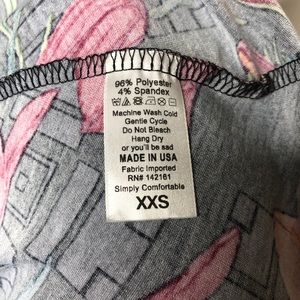 96% Polyester
4% Spandex
Machine Wash Cold
Gentle Cycle
Do Not Bleach
Hang Dry
or you'll be sad
MADE IN USA
Fabric Imported
RN# 142161
Simply Comfortable
XXS